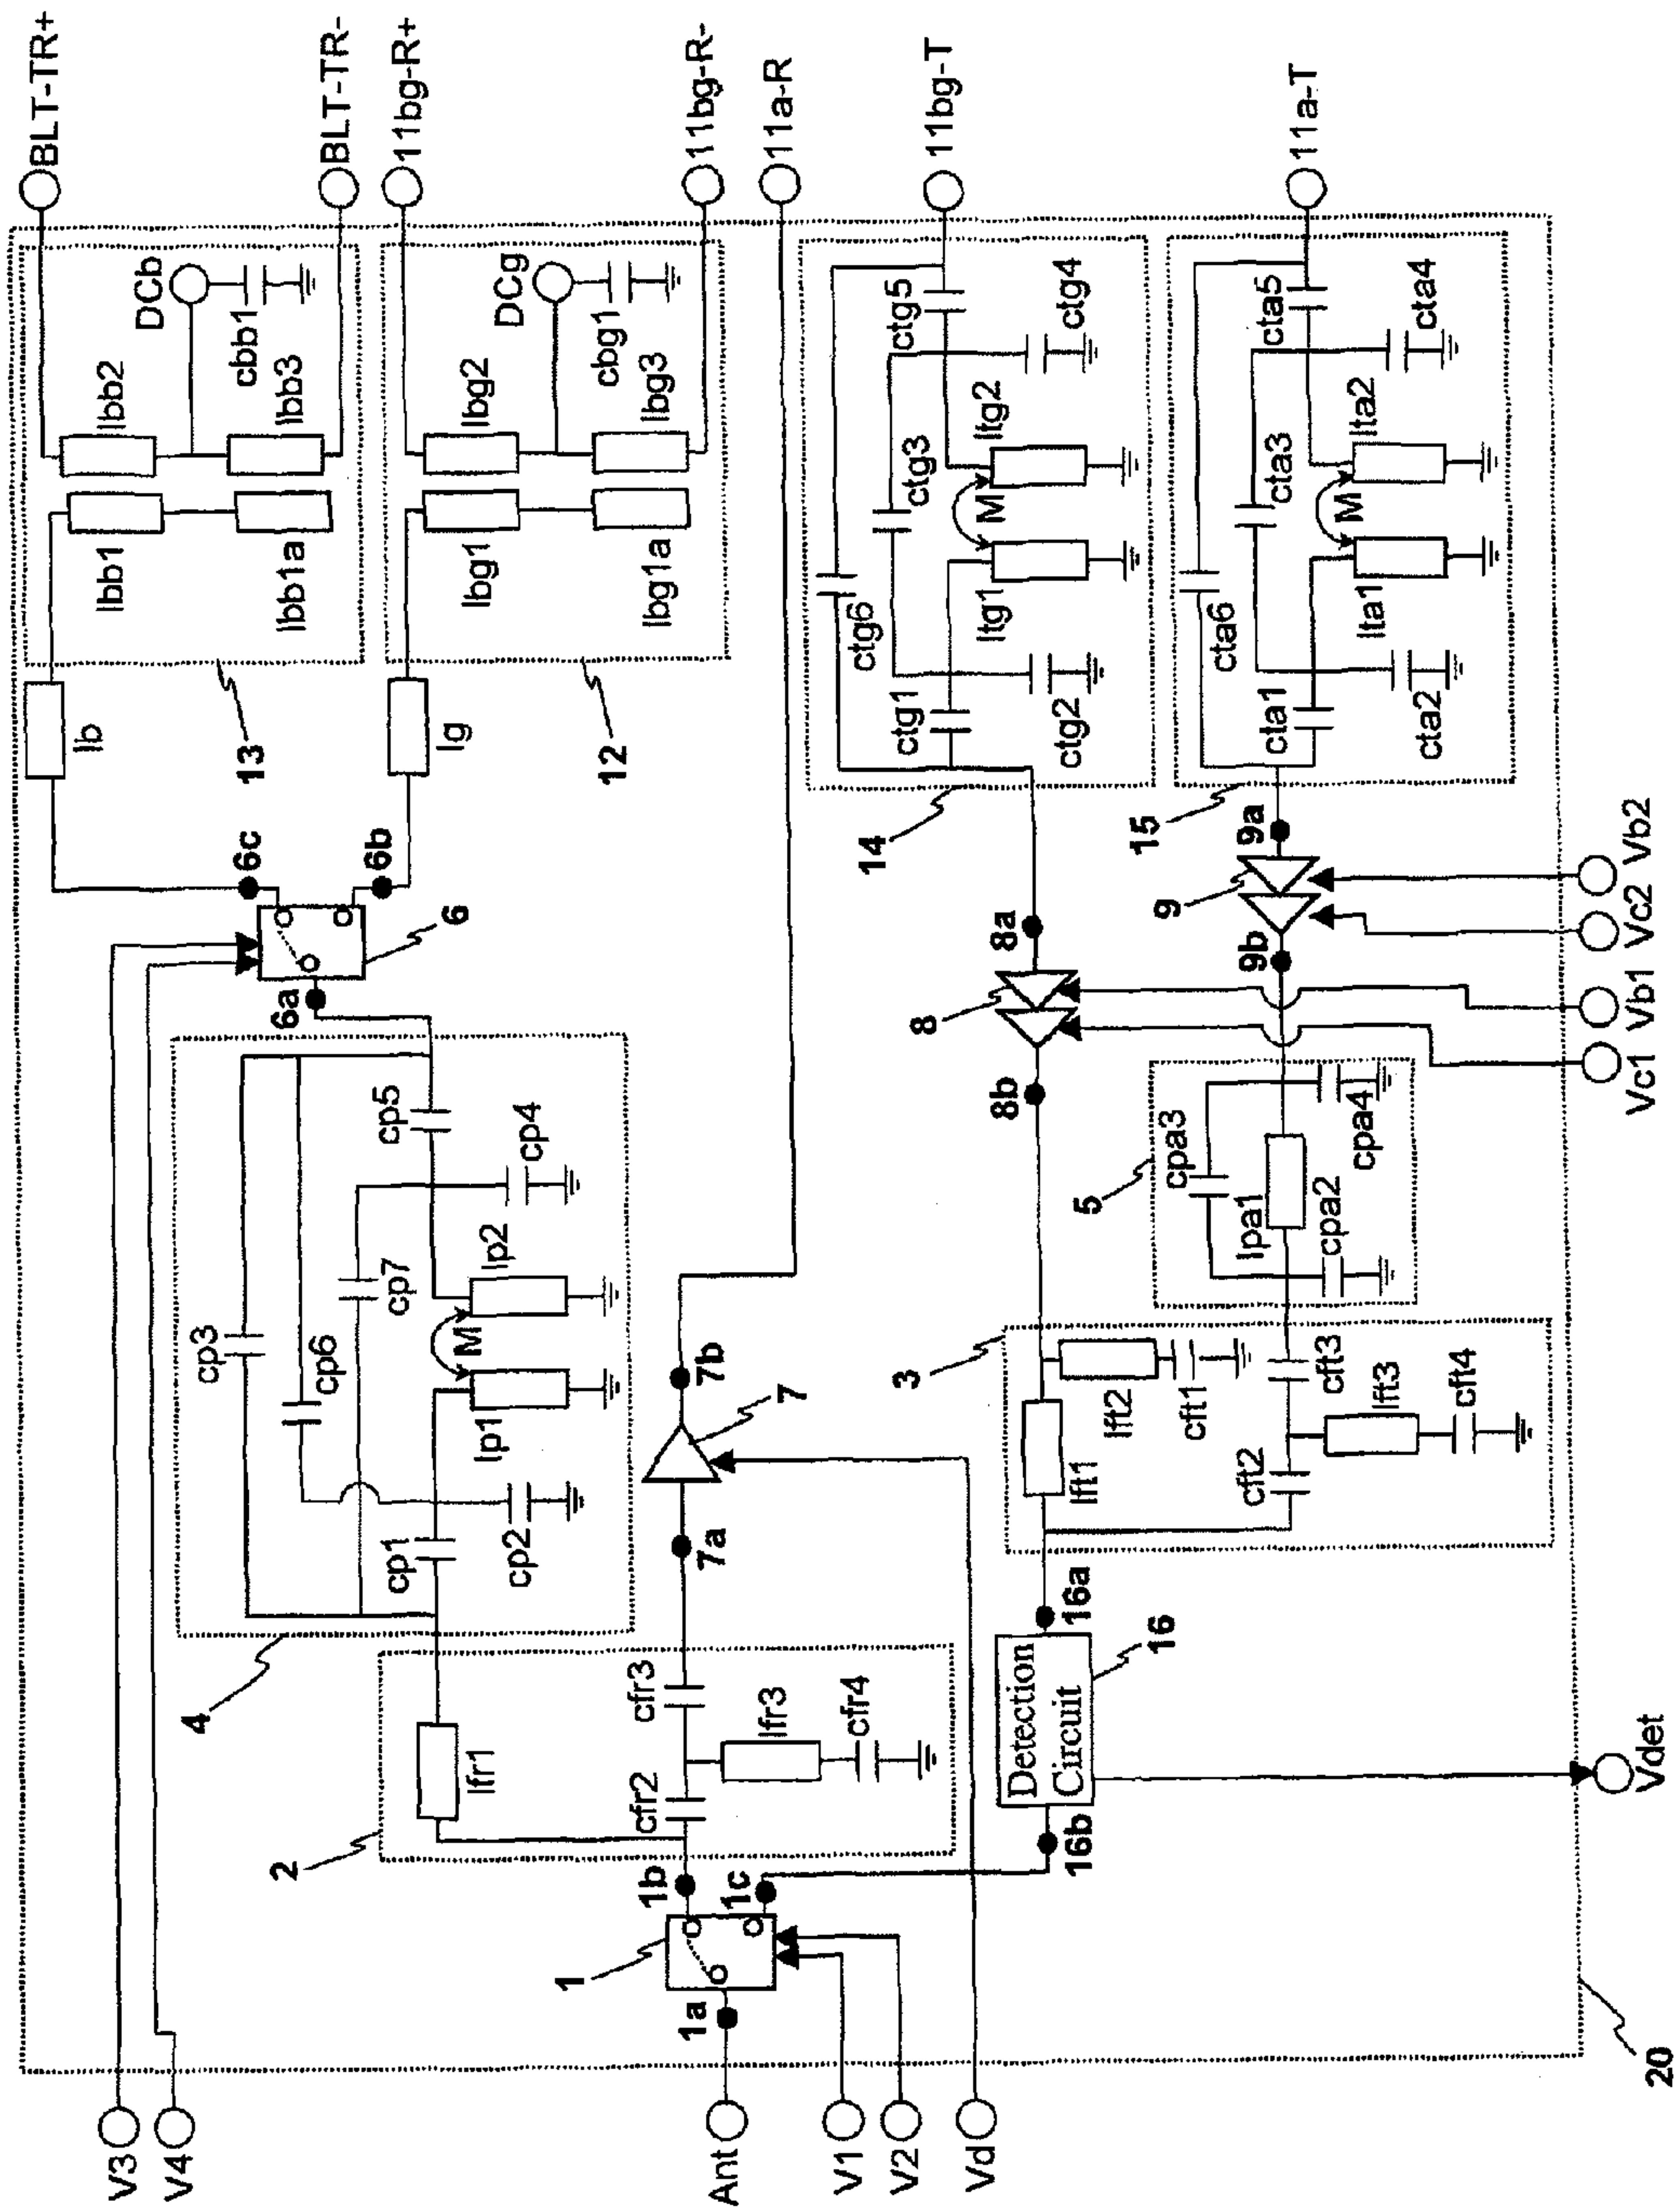 BLT-TR+
BLT-TR-
11bg-R+
11bg-R-
11a-R
11bg-T
11a-T
lb
13
lbb1
lbb1a
lbb2
lbb3
DCb
cbb1
lg
12
lbg1
lbg1a
lbg2
lbg3
DCg
cbg1
6c
6b
6
6a
V3
V4
4
cp3
cp6
cp7
cp1
cp2
lp1
M
lp2
cp4
cp5
2
lfr1
cfr2
cfr3
lfr3
cfr4
7a
7
7b
Ant
1a
1
1b
1c
V1
V2
Vd
16b
Detection
Circuit
16
16a
Vdet
3
lft1
lft2
cft1
cft2
cft3
lft3
cft4
5
cpa3
lpa1
cpa2
cpa4
8b
8
8a
9b
9
9a
14
ctg6
ctg1
ctg2
ctg3
ltg1
M
ltg2
ctg5
ctg4
15
cta6
cta1
cta2
cta3
lta1
M
lta2
cta5
cta4
Vc1
Vb1
Vc2
Vb2
20